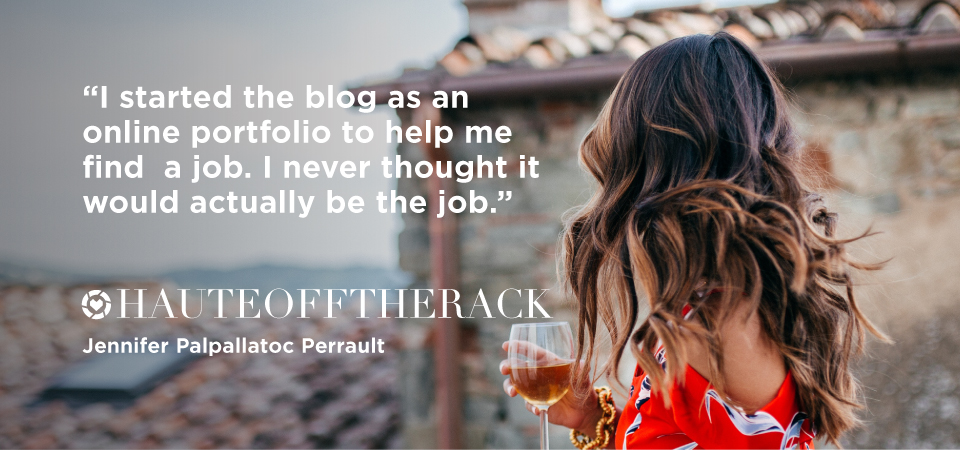 “I started the blog as an
online portfolio to help me
find  a job. I never thought it
would actually be the job.”
HAUTEOFFTHERACK
Jennifer Palpallatoc Perrault